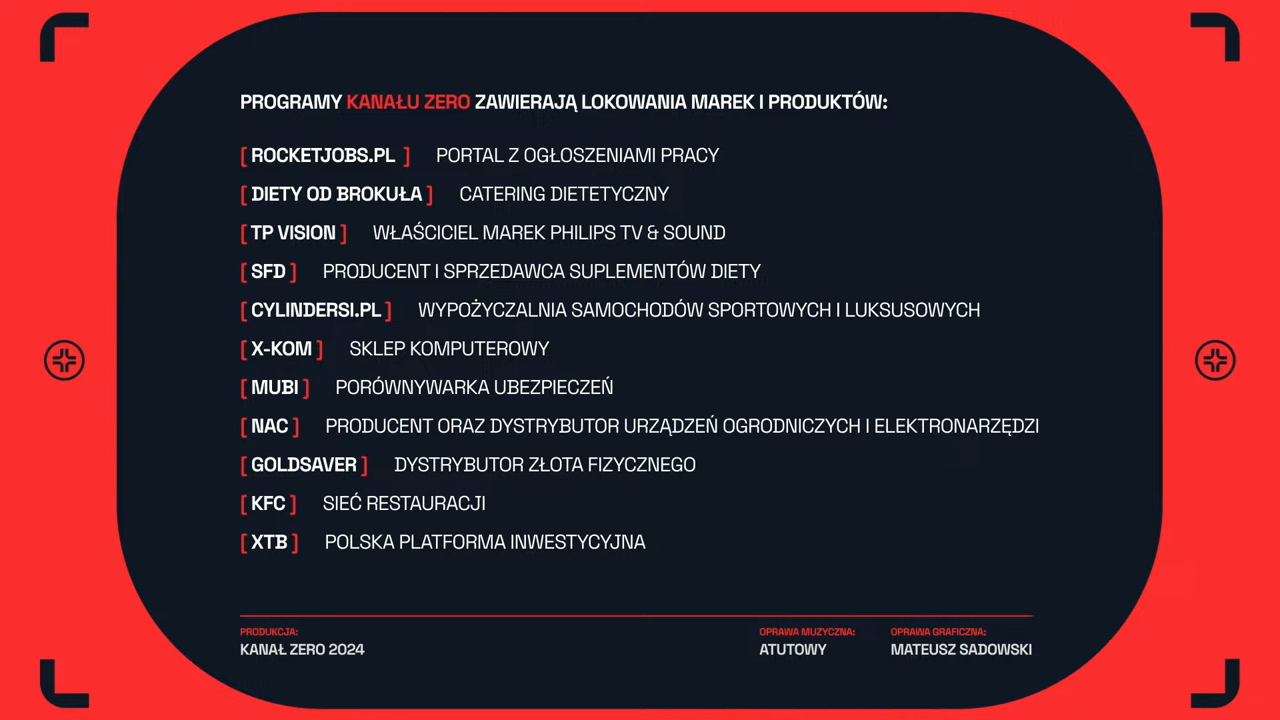 PROGRAMY KANAŁU ZERO ZAWIERAJĄ LOKOWANIA MAREK I PRODUKTÓW:
[ ROCKETJOBS.PL ] PORTAL Z OGŁOSZENIAMI PRACY
[ DIETY OD BROKUŁA ] CATERING DIETETYCZNY
[ TP VISION ] WŁAŚCICIEL MAREK PHILIPS TV & SOUND
[ SFD ] PRODUCENT I SPRZEDAWCA SUPLEMENTÓW DIETY
[ CYLINDERSI.PL ] WYPOŻYCZALNIA SAMOCHODÓW SPORTOWYCH I LUKSUSOWYCH
[ X-KOM ] SKLEP KOMPUTEROWY
[ MUBI ] PORÓWNYWARKA UBEZPIECZEŃ
[ NAC ] PRODUCENT ORAZ DYSTRYBUTOR URZĄDZEŃ OGRODNICZYCH I ELEKTRONARZĘDZI
[ GOLDSAVER ] DYSTRYBUTOR ZŁOTA FIZYCZNEGO
[ KFC ] SIEĆ RESTAURACJI
[ XTB ] POLSKA PLATFORMA INWESTYCYJNA
PRODUKCJA: OPRAWA MUZYCZNA: OPRAWA GRAFICZNA:
KANAŁ ZERO 2024 ATUTOWY MATEUSZ SADOWSKI